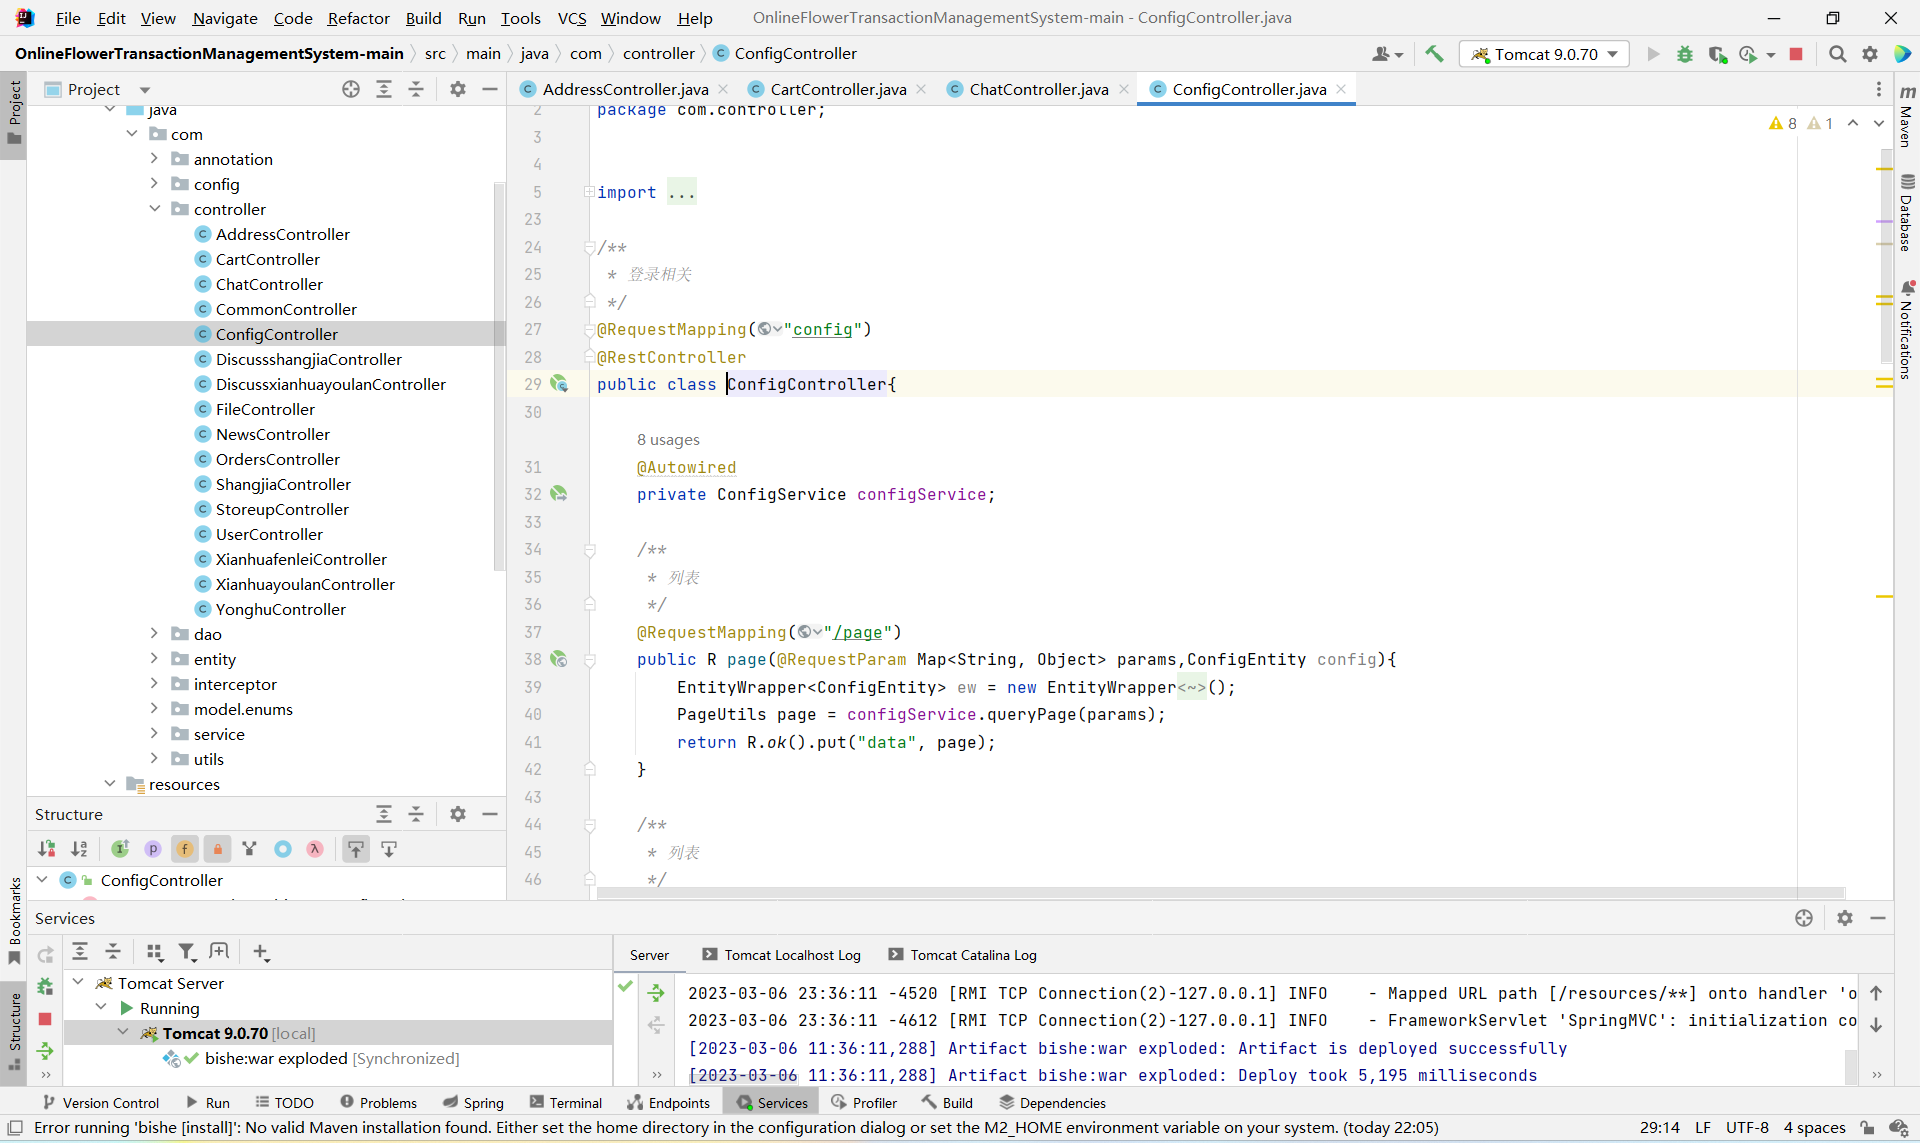 File Edit View Navigate Code Refactor Build Run Tools VCS Window Help OnlineFlowerTransactionManagementSystem-main - ConfigController.java
OnlineFlowerTransactionManagementSystem-main src main java com controller ConfigController Tomcat 9.0.70
Project
AddressController.java CartController.java ChatController.java ConfigController.java
java
com
annotation
config
controller
AddressController
CartController
ChatController
CommonController
ConfigController
DiscussshangjiaController
DiscussxianhuayoulanController
FileController
NewsController
OrdersController
ShangjiaController
StoreupController
UserController
XianhuafenleiController
XianhuayoulanController
YonghuController
dao
entity
interceptor
model.enums
service
utils
resources
Structure
ConfigController
8 1
2 package com.controller;
3
4
5 import ...
23
24 /**
25 * 登录相关
26 */
27 @RequestMapping("config")
28 @RestController
29 public class ConfigController{
30
8 usages
31 @Autowired
32 private ConfigService configService;
33
34 /**
35 * 列表
36 */
37 @RequestMapping("/page")
38 public R page(@RequestParam Map<String, Object> params,ConfigEntity config){
39 EntityWrapper<ConfigEntity> ew = new EntityWrapper<~>();
40 PageUtils page = configService.queryPage(params);
41 return R.ok().put("data", page);
42 }
43
44 /**
45 * 列表
46 */
Project
Bookmarks
Structure
Maven
Database
Notifications
Services
Tomcat Server
Running
Tomcat 9.0.70 [local]
bishe:war exploded [Synchronized]
Server Tomcat Localhost Log Tomcat Catalina Log
2023-03-06 23:36:11 -4520 [RMI TCP Connection(2)-127.0.0.1] INFO - Mapped URL path [/resources/**] onto handler 'o
2023-03-06 23:36:11 -4612 [RMI TCP Connection(2)-127.0.0.1] INFO - FrameworkServlet 'SpringMVC': initialization co
[2023-03-06 11:36:11,288] Artifact bishe:war exploded: Artifact is deployed successfully
[2023-03-06 11:36:11,288] Artifact bishe:war exploded: Deploy took 5,195 milliseconds
Version Control Run TODO Problems Spring Terminal Endpoints Services Profiler Build Dependencies
Error running 'bishe [install]': No valid Maven installation found. Either set the home directory in the configuration dialog or set the M2_HOME environment variable on your system. (today 22:05) 29:14 LF UTF-8 4 spaces